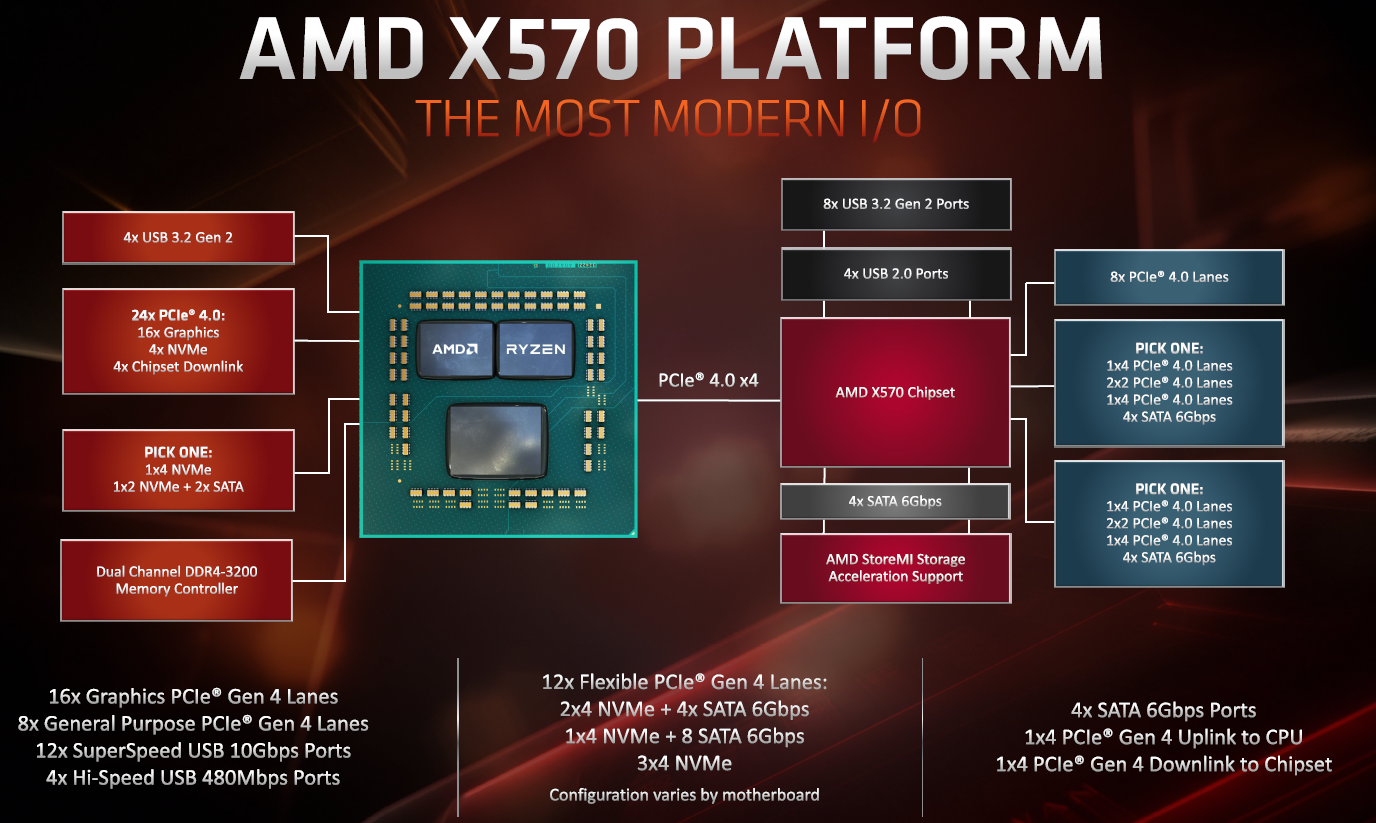 AMD X570 PLATFORM
THE MOST MODERN I/O
4x USB 3.2 Gen 2
24x PCIe® 4.0:
16x Graphics
4x NVMe
4x Chipset Downlink
PICK ONE:
1x4 NVMe
1x2 NVMe + 2x SATA
Dual Channel DDR4-3200
Memory Controller
AMD
RYZEN
PCIe® 4.0 x4
8x USB 3.2 Gen 2 Ports
4x USB 2.0 Ports
AMD X570 Chipset
4x SATA 6Gbps
AMD StoreMI Storage
Acceleration Support
8x PCIe® 4.0 Lanes
PICK ONE:
1x4 PCIe® 4.0 Lanes
2x2 PCIe® 4.0 Lanes
1x4 PCIe® 4.0 Lanes
4x SATA 6Gbps
PICK ONE:
1x4 PCIe® 4.0 Lanes
2x2 PCIe® 4.0 Lanes
1x4 PCIe® 4.0 Lanes
4x SATA 6Gbps
16x Graphics PCIe® Gen 4 Lanes
8x General Purpose PCIe® Gen 4 Lanes
12x SuperSpeed USB 10Gbps Ports
4x Hi-Speed USB 480Mbps Ports
12x Flexible PCIe® Gen 4 Lanes:
2x4 NVMe + 4x SATA 6Gbps
1x4 NVMe + 8 SATA 6Gbps
3x4 NVMe
Configuration varies by motherboard
4x SATA 6Gbps Ports
1x4 PCIe® Gen 4 Uplink to CPU
1x4 PCIe® Gen 4 Downlink to Chipset